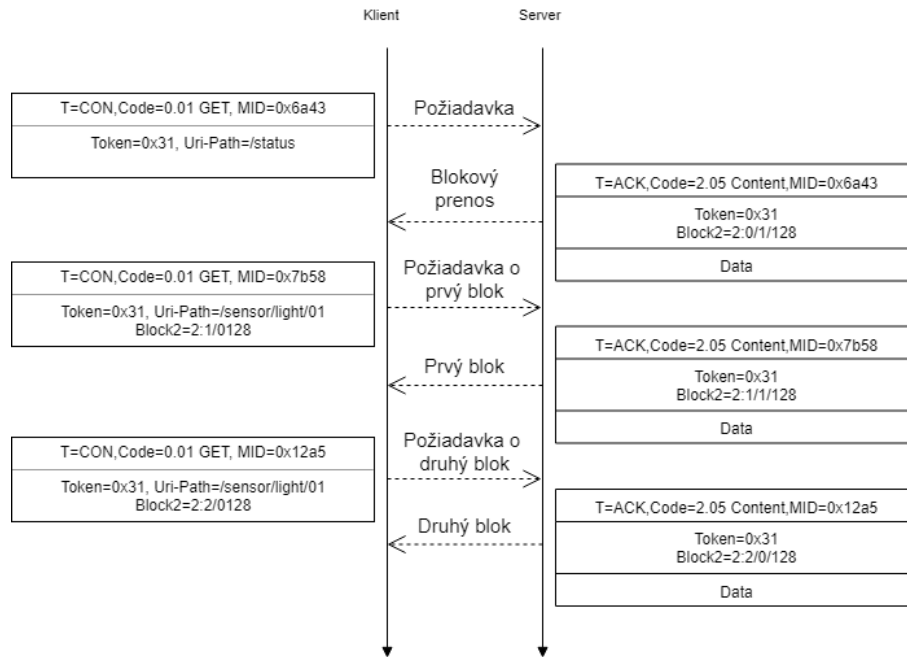 Klient
Server
T=CON,Code=0.01 GET, MID=0x6a43
Token=0x31, Uri-Path=/status
Požiadavka
Blokový
prenos
T=ACK,Code=2.05 Content,MID=0x6a43
Token=0x31
Block2=2:0/1/128
Data
T=CON,Code=0.01 GET, MID=0x7b58
Token=0x31, Uri-Path=/sensor/light/01
Block2=2:1/0128
Požiadavka o
prvý blok
Prvý blok
T=ACK,Code=2.05 Content,MID=0x7b58
Token=0x31
Block2=2:1/1/128
Data
T=CON,Code=0.01 GET, MID=0x12a5
Token=0x31, Uri-Path=/sensor/light/01
Block2=2:2/0128
Požiadavka o
druhý blok
Druhý blok
T=ACK,Code=2.05 Content,MID=0x12a5
Token=0x31
Block2=2:2/0/128
Data